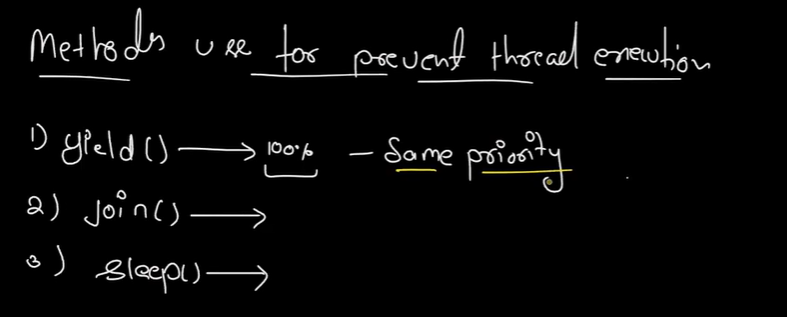 Methods use for prevent thread execution
1) yield() → 100% - Same priority
2) join() →
3) sleep() →